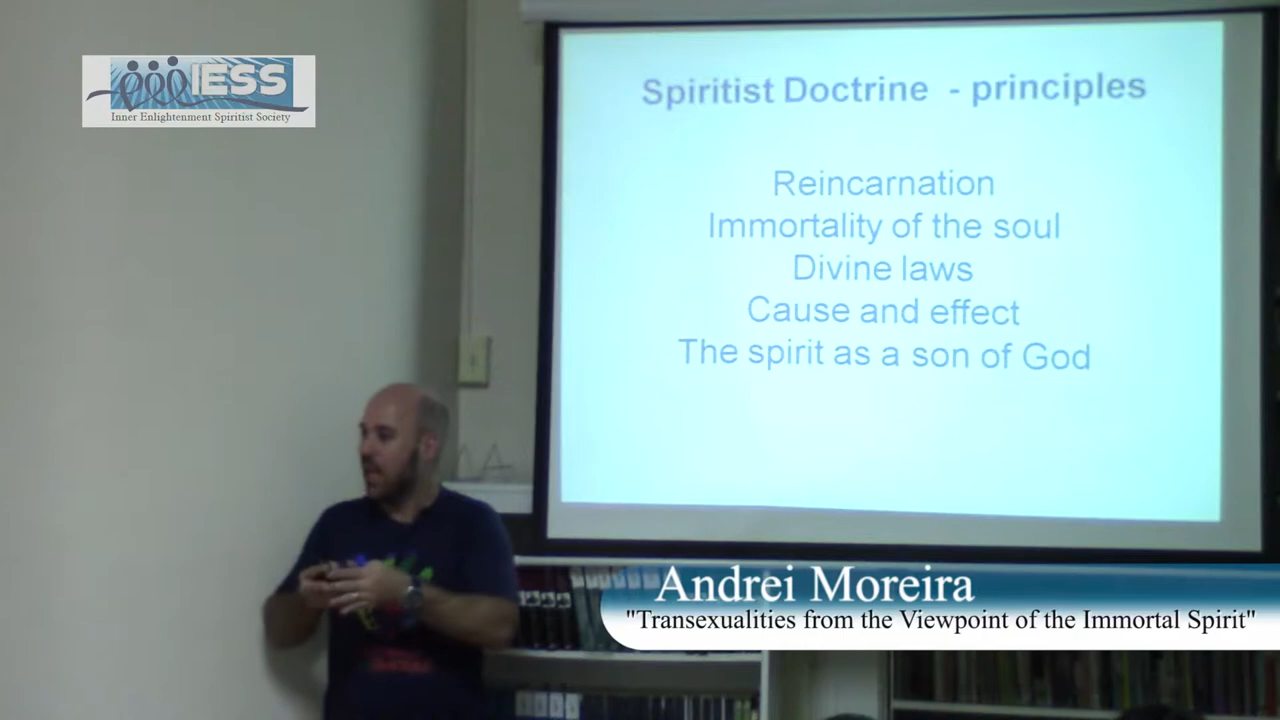 IESS
Inner Enlightenment Spiritist Society
Spiritist Doctrine - principles
Reincarnation
Immortality of the soul
Divine laws
Cause and effect
The spirit as a son of God
Andrei Moreira
"Transexualities from the Viewpoint of the Immortal Spirit"